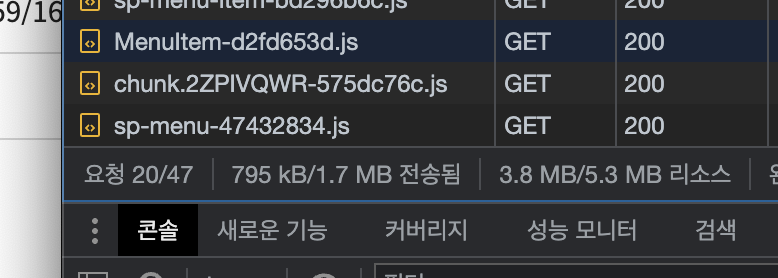 59/16
sp-menu-item-bd296b6c.js GET 200
MenuItem-d2fd653d.js GET 200
chunk.2ZPIVQWR-575dc76c.js GET 200
sp-menu-47432834.js GET 200
요청 20/47 795 kB/1.7 MB 전송됨 3.8 MB/5.3 MB 리소스
콘솔 새로운 기능 커버리지 성능 모니터 검색